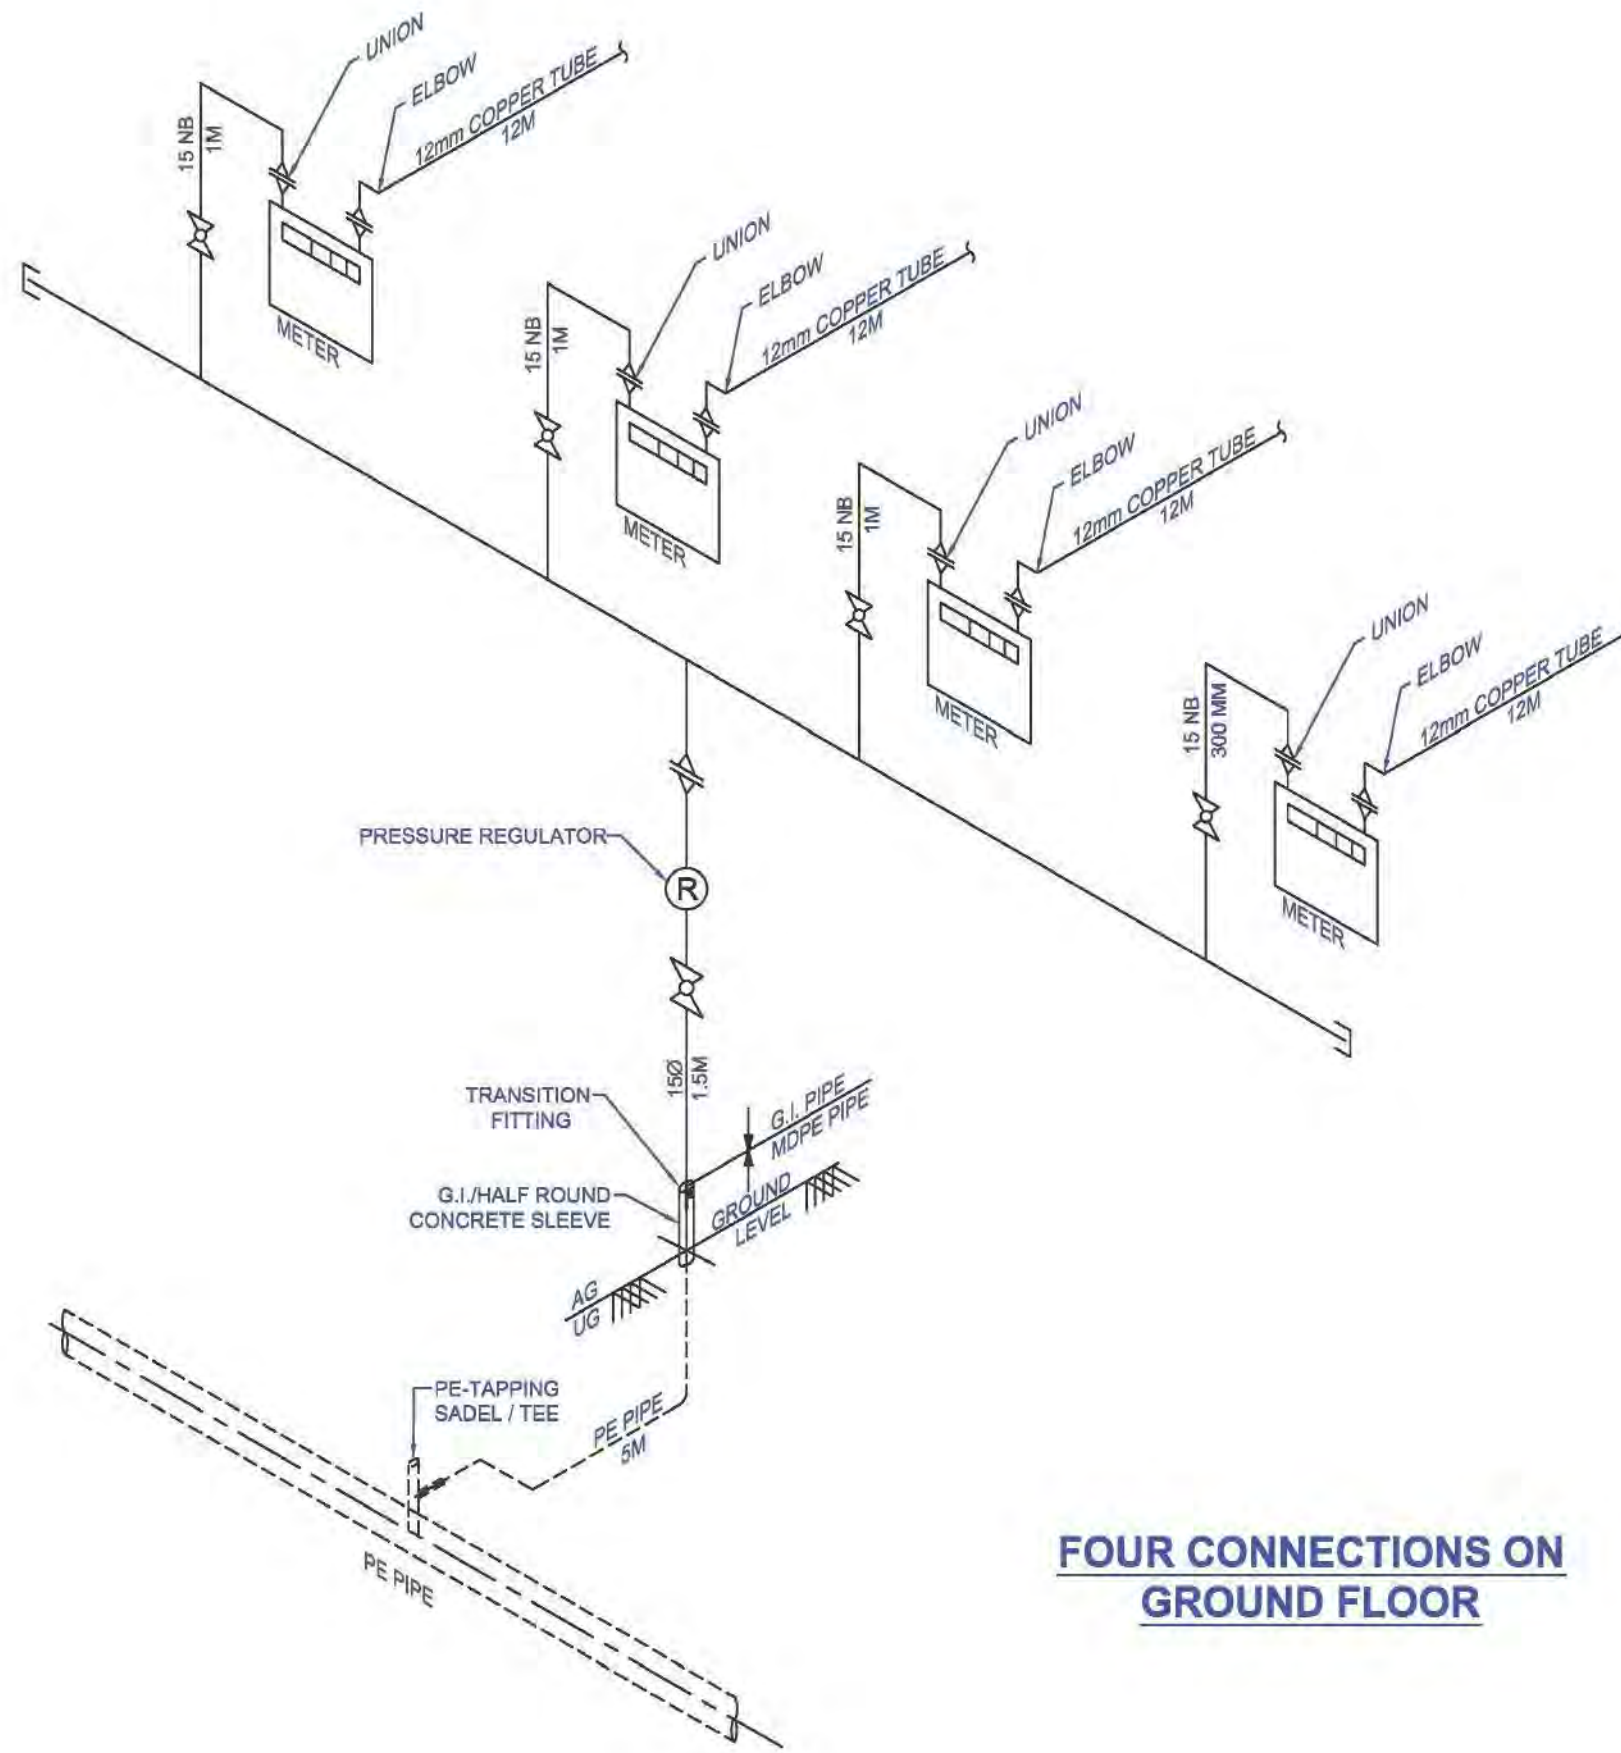 UNION
ELBOW
12mm COPPER TUBE
12M
15 NB
1M
METER
UNION
ELBOW
12mm COPPER TUBE
12M
15 NB
1M
METER
UNION
ELBOW
12mm COPPER TUBE
12M
15 NB
1M
METER
UNION
ELBOW
12mm COPPER TUBE
12M
15 NB
300 MM
METER
PRESSURE REGULATOR
R
15Ø
1.5M
TRANSITION
FITTING
G.I. PIPE
MDPE PIPE
G.I./HALF ROUND
CONCRETE SLEEVE
GROUND
LEVEL
AG
UG
PE-TAPPING
SADEL / TEE
PE PIPE
5M
PE PIPE
FOUR CONNECTIONS ON
GROUND FLOOR